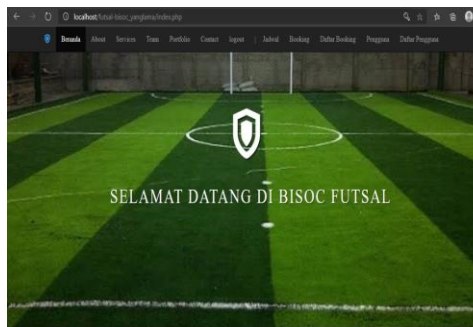 localhost/futsal-bisoc_yanglama/index.php
Beranda About Services Team Portfolio Contact logout | Jadwal Booking Daftar Booking Pengguna Daftar Pengguna
SELAMAT DATANG DI BISOC FUTSAL